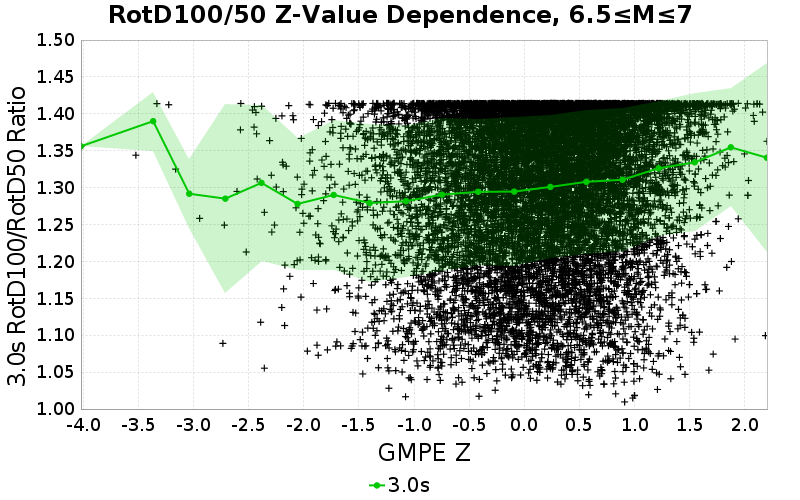 RotD100/50 Z-Value Dependence, 6.5≤M≤7
3.0s RotD100/RotD50 Ratio
1.50
1.45
1.40
1.35
1.30
1.25
1.20
1.15
1.10
1.05
1.00
-4.0 -3.5 -3.0 -2.5 -2.0 -1.5 -1.0 -0.5 0.0 0.5 1.0 1.5 2.0
GMPE Z
3.0s